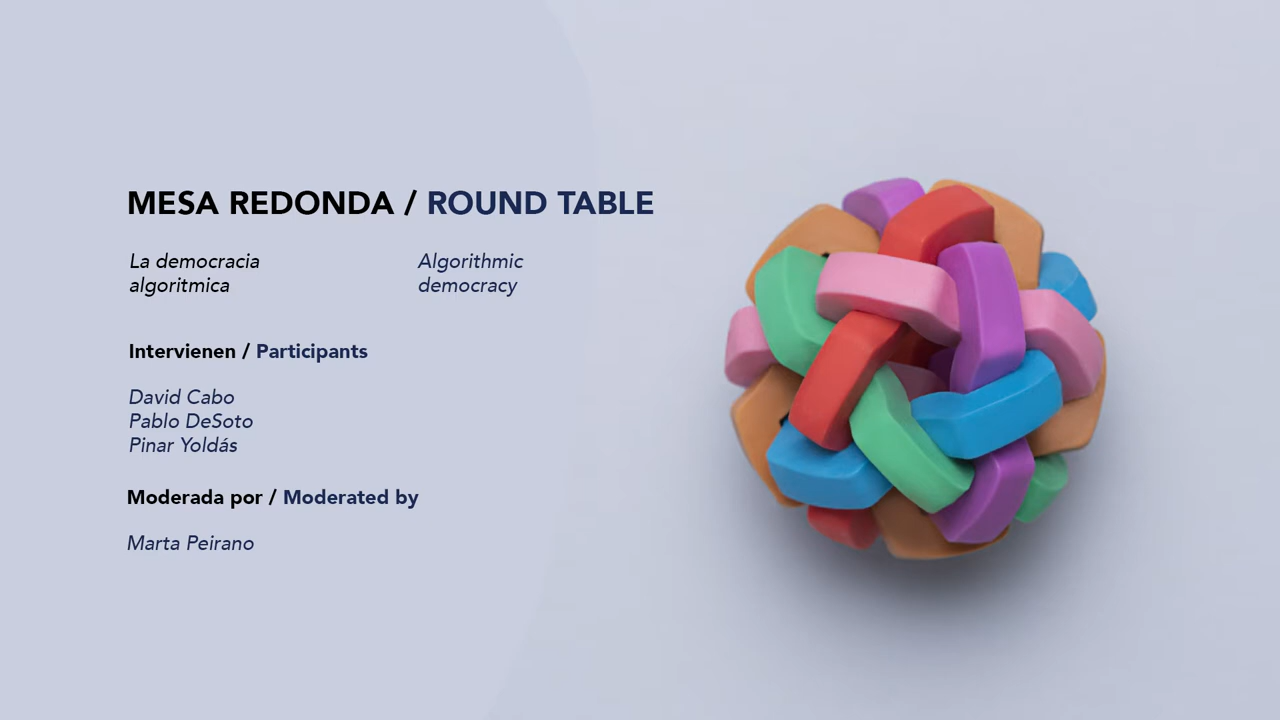 MESA REDONDA / ROUND TABLE
La democracia
algoritmica
Algorithmic
democracy
Intervienen / Participants
David Cabo
Pablo DeSoto
Pinar Yoldás
Moderada por / Moderated by
Marta Peirano